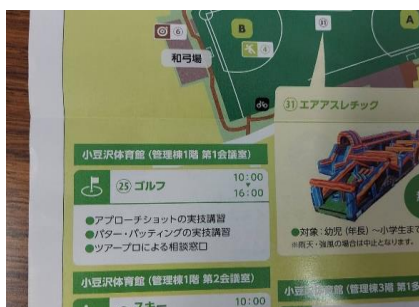 ⑥
B
④
和弓場
⑪
A
⑪ エアアスレチック
●対象:幼児(年長)~小学生まで
※雨天・強風の場合は中止となります。
小豆沢体育館(管理棟1階 第1会議室)
㉕ ゴルフ
10:00
16:00
●アプローチショットの実技講習
●パター・パッティングの実技講習
●ツアープロによる相談窓口
小豆沢体育館(管理棟1階 第2会議室)
スキー
10:00
小豆沢体育館(管理棟3階 第1